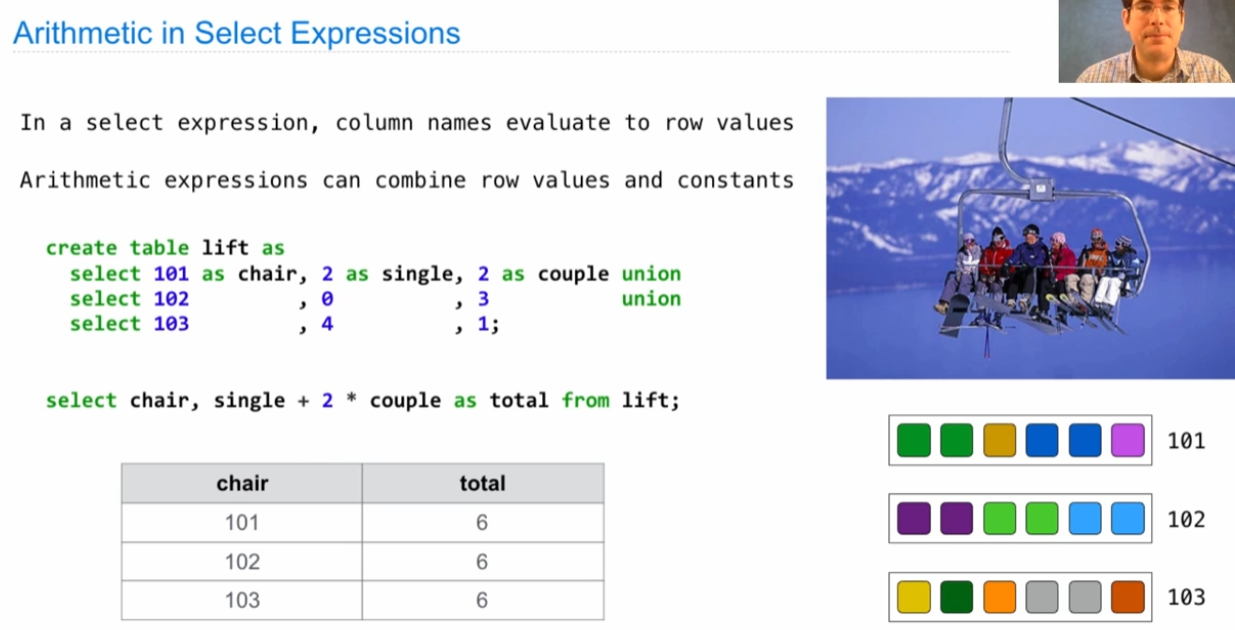 Arithmetic in Select Expressions
In a select expression, column names evaluate to row values
Arithmetic expressions can combine row values and constants
create table lift as
select 101 as chair, 2 as single, 2 as couple union
select 102 , 0 , 3 union
select 103 , 4 , 1;
select chair, single + 2 * couple as total from lift;
chair total
101 6
102 6
103 6
101
102
103